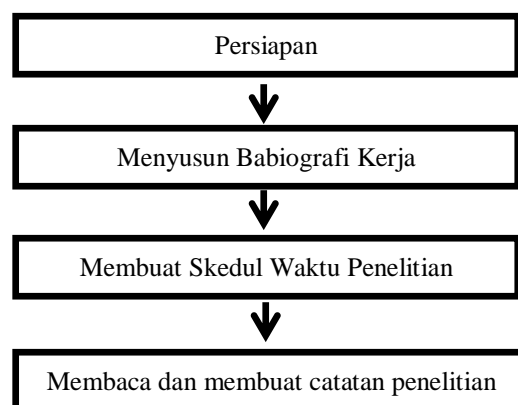 Persiapan
Menyusun Babiografi Kerja
Membuat Skedul Waktu Penelitian
Membaca dan membuat catatan penelitian